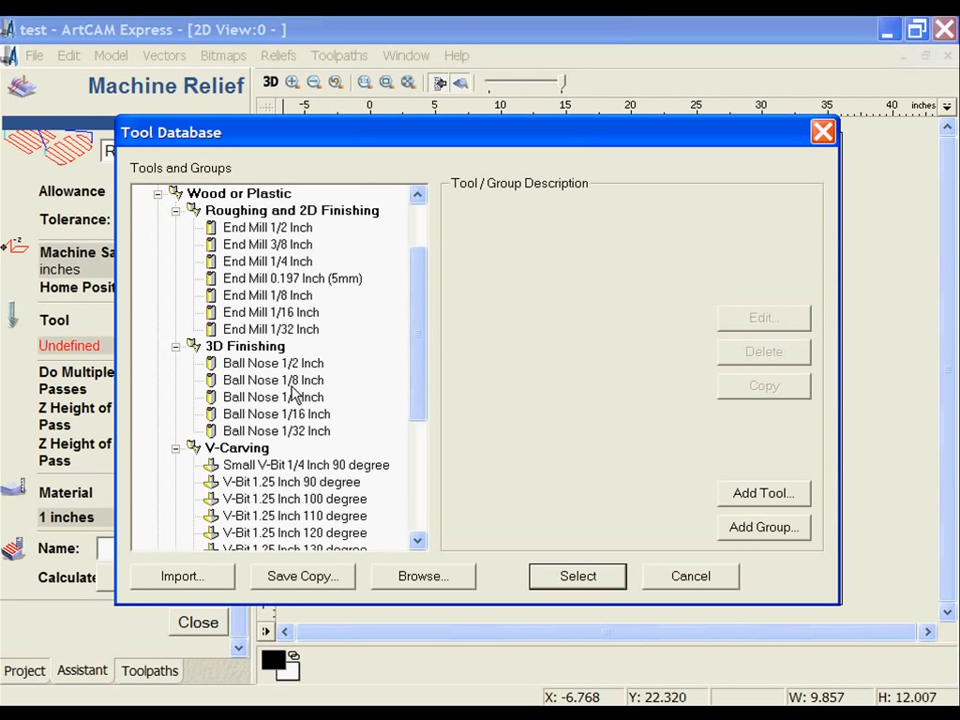 test - ArtCAM Express - [2D View:0 - ]
File Edit Model Vectors Bitmaps Reliefs Toolpaths Window Help
Machine Relief
3D
-5 0 5 10 15 20 25 30 35 40 inches
Tool Database
R
Allowance
Tolerance:
Machine Sa
inches
Home Posit
Tool
Undefined
Do Multiple
Passes
Z Height of
Pass
Z Height of
Pass
Material
1 inches
Name:
Calculate
Close
Tools and Groups
Wood or Plastic
Roughing and 2D Finishing
End Mill 1/2 Inch
End Mill 3/8 Inch
End Mill 1/4 Inch
End Mill 0.197 Inch (5mm)
End Mill 1/8 Inch
End Mill 1/16 Inch
End Mill 1/32 Inch
3D Finishing
Ball Nose 1/2 Inch
Ball Nose 1/8 Inch
Ball Nose Inch
Ball Nose 1/16 Inch
Ball Nose 1/32 Inch
V-Carving
Small V-Bit 1/4 Inch 90 degree
V-Bit 1.25 Inch 90 degree
V-Bit 1.25 Inch 100 degree
V-Bit 1.25 Inch 110 degree
V-Bit 1.25 Inch 120 degree
V-Bit 1.25 Inch 130 degree
Tool / Group Description
Edit...
Delete
Copy
Add Tool...
Add Group...
Import... Save Copy... Browse... Select Cancel
Project Assistant Toolpaths
X: -6.768 Y: 22.320 W: 9.857 H: 12.007